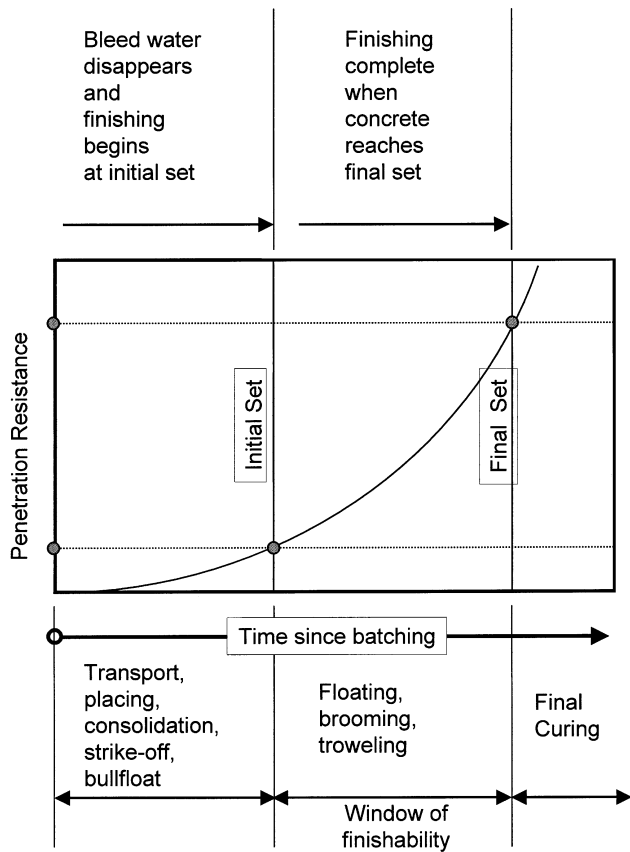 Bleed water
disappears
and
finishing
begins
at initial set
Finishing
complete
when
concrete
reaches
final set
Penetration Resistance
Initial Set
Final Set
Time since batching
Transport,
placing,
consolidation,
strike-off,
bullfloat
Floating,
brooming,
troweling
Final
Curing
Window of
finishability